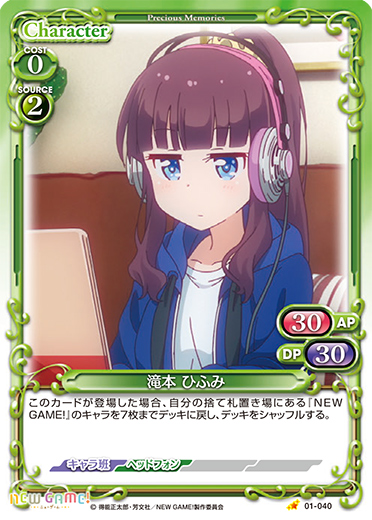 Precious Memories
Character
COST
0
SOURCE
2
30 AP
DP 30
滝本 ひふみ
このカードが登場した場合、自分の捨て札置き場にある『NEW
GAME!』のキャラを7枚までデッキに戻し、デッキをシャッフルする。
キャラ班 ヘッドフォン
NEW GAME!
© 得能正太郎・芳文社/NEW GAME!製作委員会
01-040